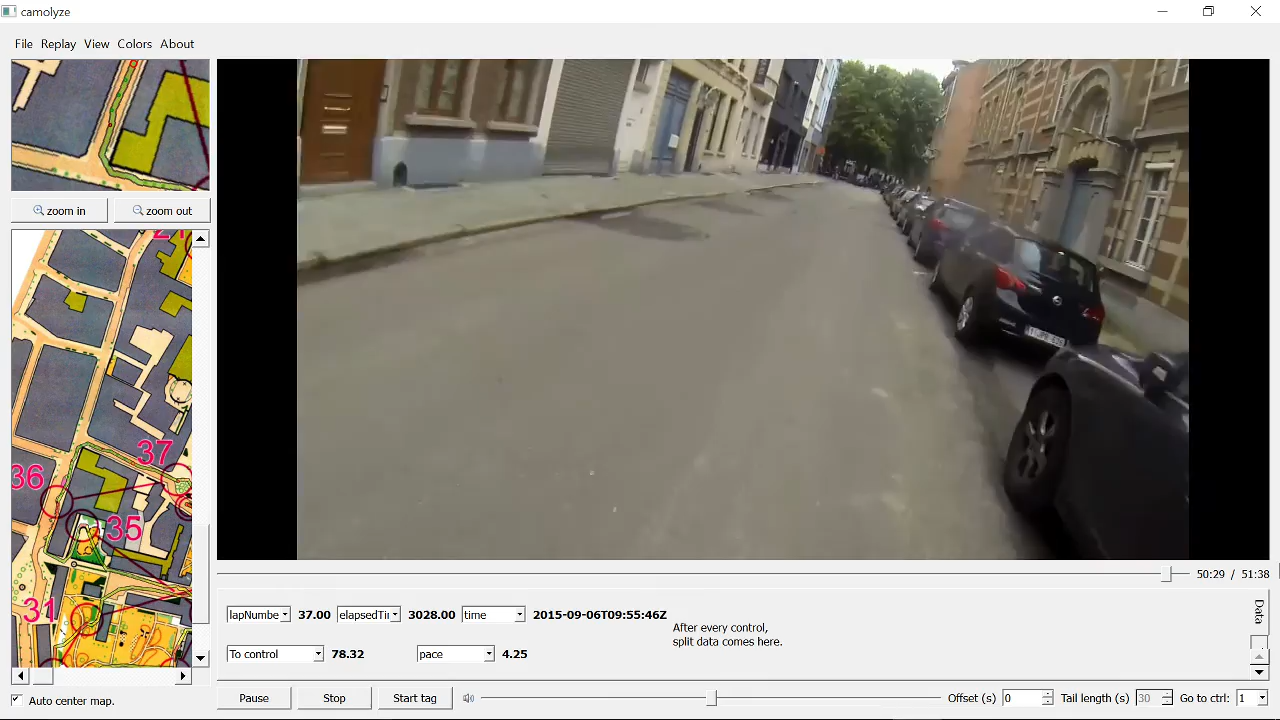 camolyze
File Replay View Colors About
zoom in zoom out
37
36
35
31
50:29 / 51:38
lapNumbe 37.00 elapsedTi 3028.00 time 2015-09-06T09:55:46Z
After every control,
split data comes here.
To control 78.32 pace 4.25
Data
Auto center map.
Pause Stop Start tag Offset (s) 0 Tail length (s) 30 Go to ctrl: 1